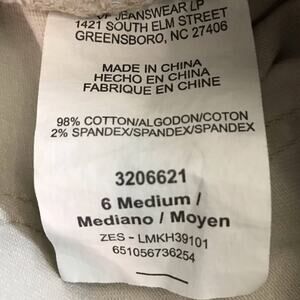 VF JEANSWEAR LP
1421 SOUTH ELM STREET
GREENSBORO, NC 27406
MADE IN CHINA
HECHO EN CHINA
FABRIQUE EN CHINE
98% COTTON/ALGODON/COTON
2% SPANDEX/SPANDEX/SPANDEX
3206621
6 Medium /
Mediano / Moyen
ZES - LMKH39101
651056736254